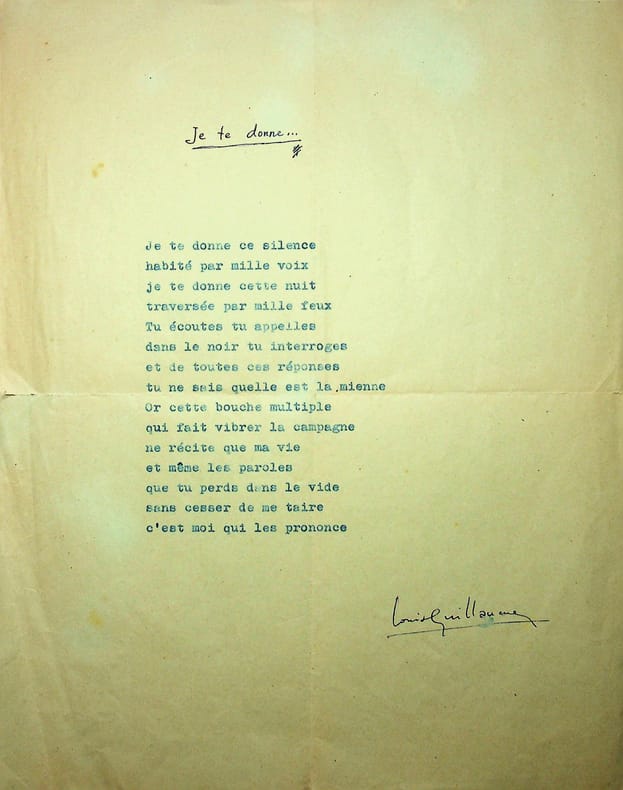 Je te donne...
Je te donne ce silence
habité par mille voix
je te donne cette nuit
traversée par mille feux
Tu écoutes tu appelles
dans le noir tu interroges
et de toutes ces réponses
tu ne sais quelle est la mienne
Or cette bouche multiple
qui fait vibrer la campagne
ne récite que ma vie
et même les paroles
que tu perds dans le vide
sans cesser de me taire
c'est moi qui les prononce
Louis Guillaume